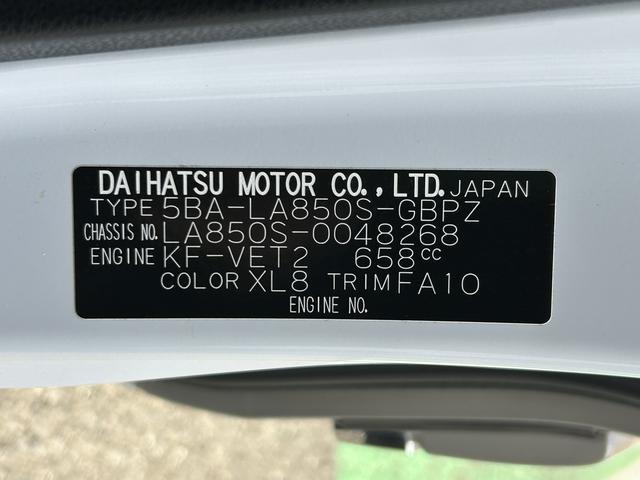 DAIHATSU MOTOR CO.,LTD. JAPAN
TYPE 5BA-LA850S-GBPZ
CHASSIS NO. LA850S-0048268
ENGINE KF-VET2 658cc
COLOR XL8 TRIM FA10
ENGINE NO.